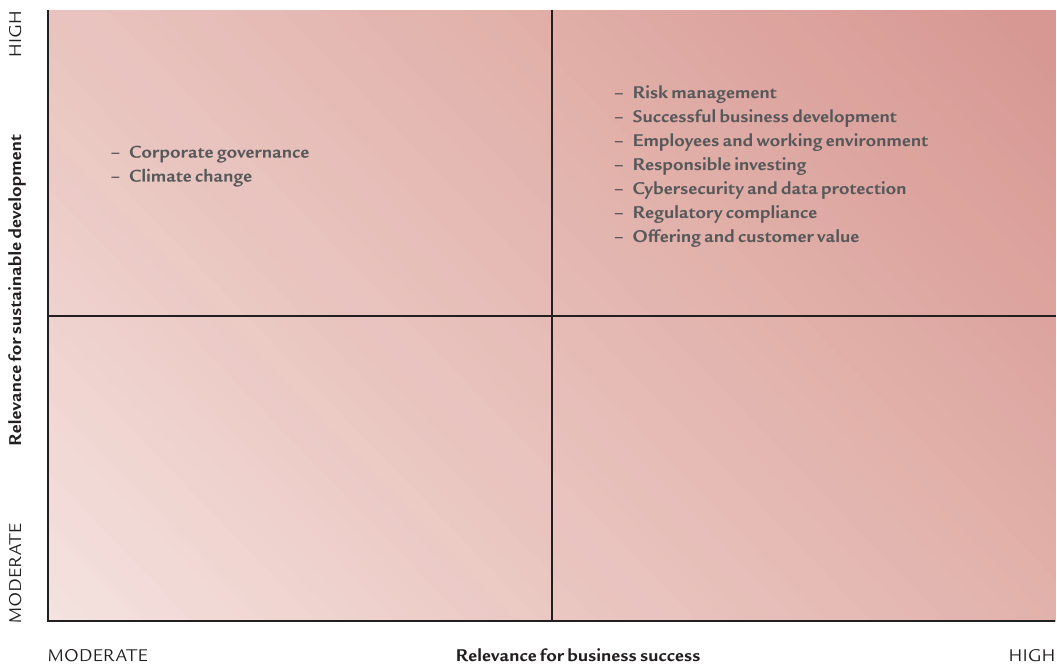 HIGH
Relevance for sustainable development
MODERATE
– Corporate governance
– Climate change
– Risk management
– Successful business development
– Employees and working environment
– Responsible investing
– Cybersecurity and data protection
– Regulatory compliance
– Offering and customer value
MODERATE
Relevance for business success
HIGH